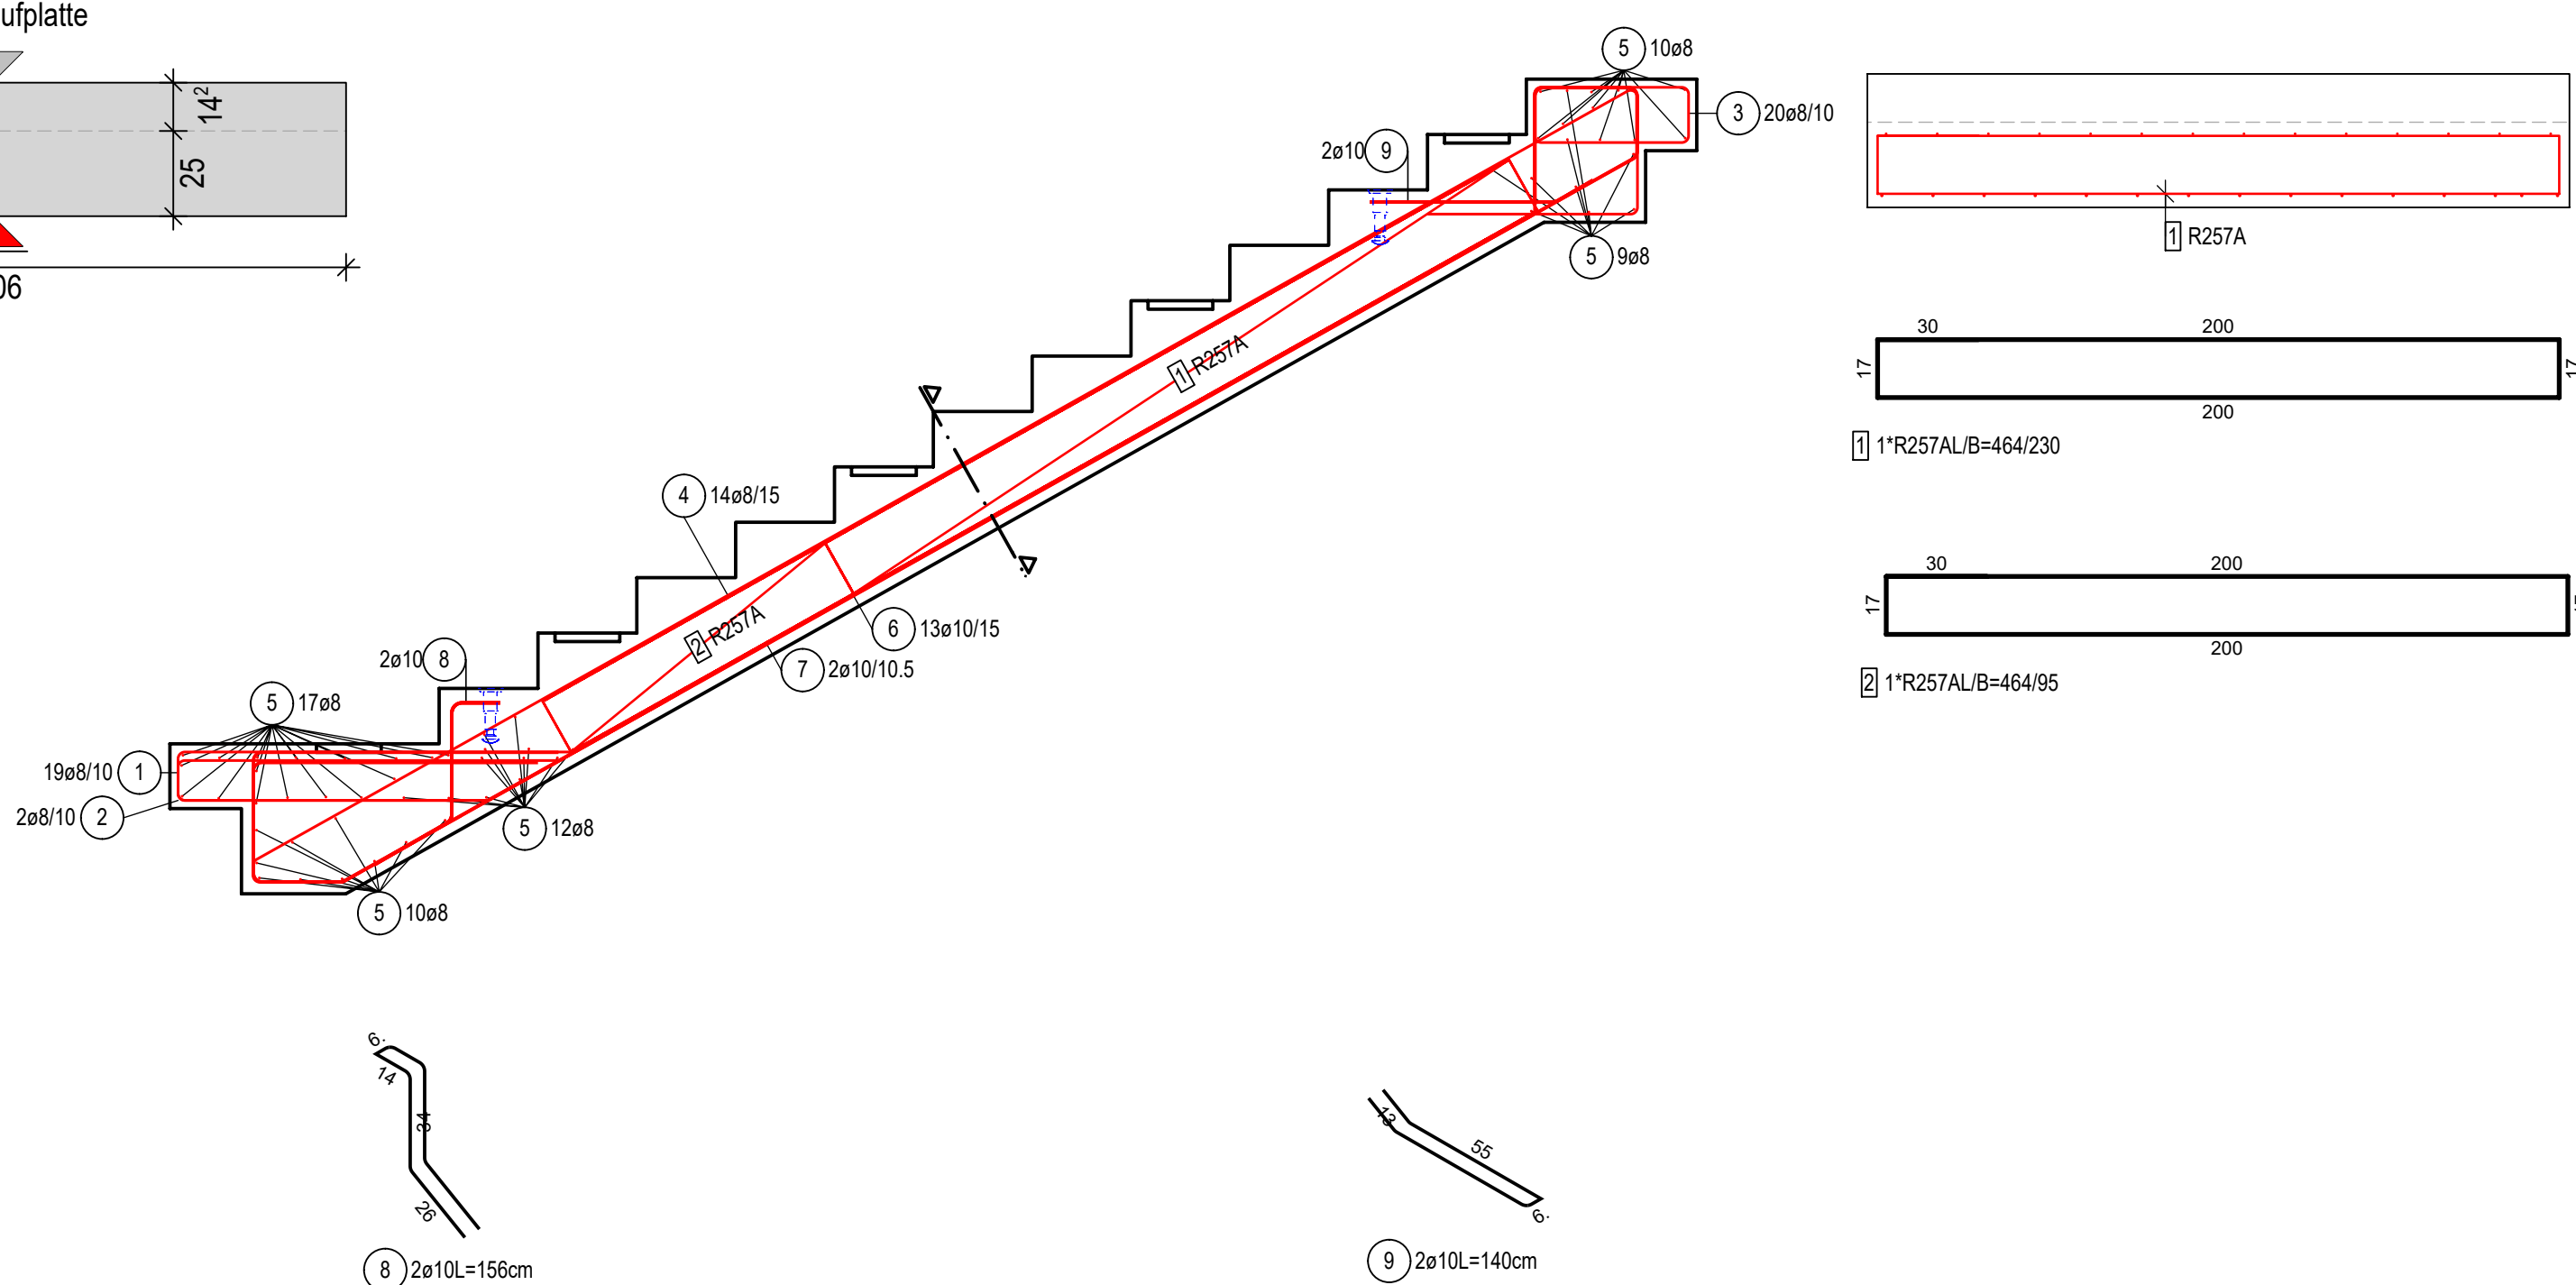 ufplatte
14²
25
06
5 10ø8
3 20ø8/10
2ø10 9
5 9ø8
1 R257A
4 14ø8/15
2 R257A
6 13ø10/15
7 2ø10/10.5
2ø10 8
5 17ø8
19ø8/10 1
2ø8/10 2
5 12ø8
5 10ø8
1 R257A
30 200
17 17
200
1 1*R257AL/B=464/230
30 200
17
200
2 1*R257AL/B=464/95
6.
14
34
26
8 2ø10L=156cm
13
55
6.
9 2ø10L=140cm